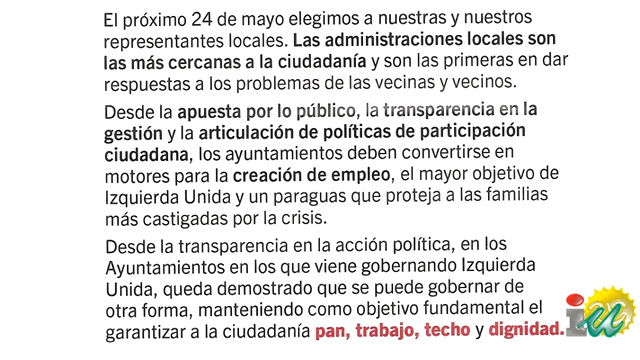 El próximo 24 de mayo elegimos a nuestras y nuestros
representantes locales. Las administraciones locales son
las más cercanas a la ciudadanía y son las primeras en dar
respuestas a los problemas de las vecinas y vecinos.
Desde la apuesta por lo público, la transparencia en la
gestión y la articulación de políticas de participación
ciudadana, los ayuntamientos deben convertirse en
motores para la creación de empleo, el mayor objetivo de
Izquierda Unida y un paraguas que proteja a las familias
más castigadas por la crisis.
Desde la transparencia en la acción política, en los
Ayuntamientos en los que viene gobernando Izquierda
Unida, queda demostrado que se puede gobernar de
otra forma, manteniendo como objetivo fundamental el
garantizar a la ciudadanía pan, trabajo, techo y dignidad.
iu